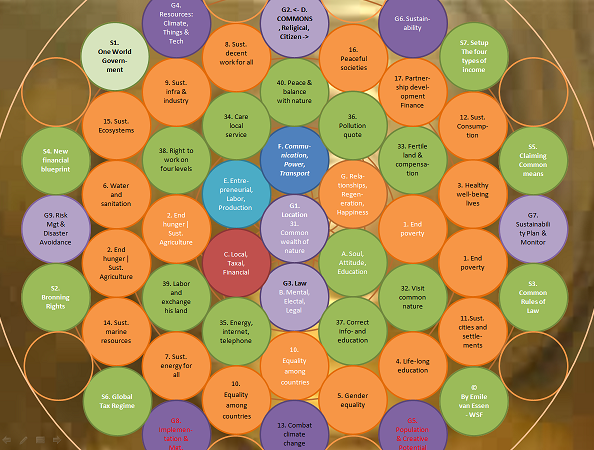 G4.
Resources:
Climate,
Things &
Tech
G2. <- D.
COMMONS
, Religical,
Citizen ->
G6. Sustain-
ability
S1.
One World
Govern-
ment
8. Sust.
decent
work for all
16.
Peaceful
societies
S7. Setup
The four
types of
income
9. Sust.
infra &
industry
40. Peace &
balance
with nature
17. Partner-
ship devel-
opment
Finance
15. Sust.
Ecosystems
34. Care
local
service
36.
Pollution
quote
12. Sust.
Consump-
tion
S4. New
financial
blueprint
38. Right to
work on
four levels
F. Commu-
nication,
Power,
Transport
33. Fertile
land &
compensa-
tion
S5.
Claiming
Common
means
6. Water
and
sanitation
E. Entre-
preneurial,
Labor,
Production
G. Rela-
tionships,
Regen-
eration,
Happiness
3. Healthy
well-being
lives
G9. Risk
Mgt &
Disaster
Avoidance
2. End
hunger |
Sust.
Agriculture
G1.
Location
31.
Common
wealth of
nature
1. End
poverty
G7.
Sustainabili
ty Plan &
Monitor
2. End
hunger |
Sust.
Agriculture
C. Local,
Taxal,
Financial
A. Soul,
Attitude,
Education
1. End
poverty
S2.
Bronning
Rights
39. Labor
and
exchange
his land
G3. Law
B. Mental,
Electal,
Legal
32. Visit
common
nature
S3.
Common
Rules of
Law
14. Sust.
marine
resources
35. Energy,
internet,
telephone
37. Correct
info- and
education
11.Sust.
cities and
settle-
ments
7. Sust.
energy for
all
10.
Equality
among
countries
4. Life-long
education
S6. Global
Tax Regime
10.
Equality
among
countries
5. Gender
equality
©
By Emile
van Essen
- WSF
G8.
Implemen-
tation &
Mgt
13. Combat
climate
change
G5.
Population
& Creative
Potential